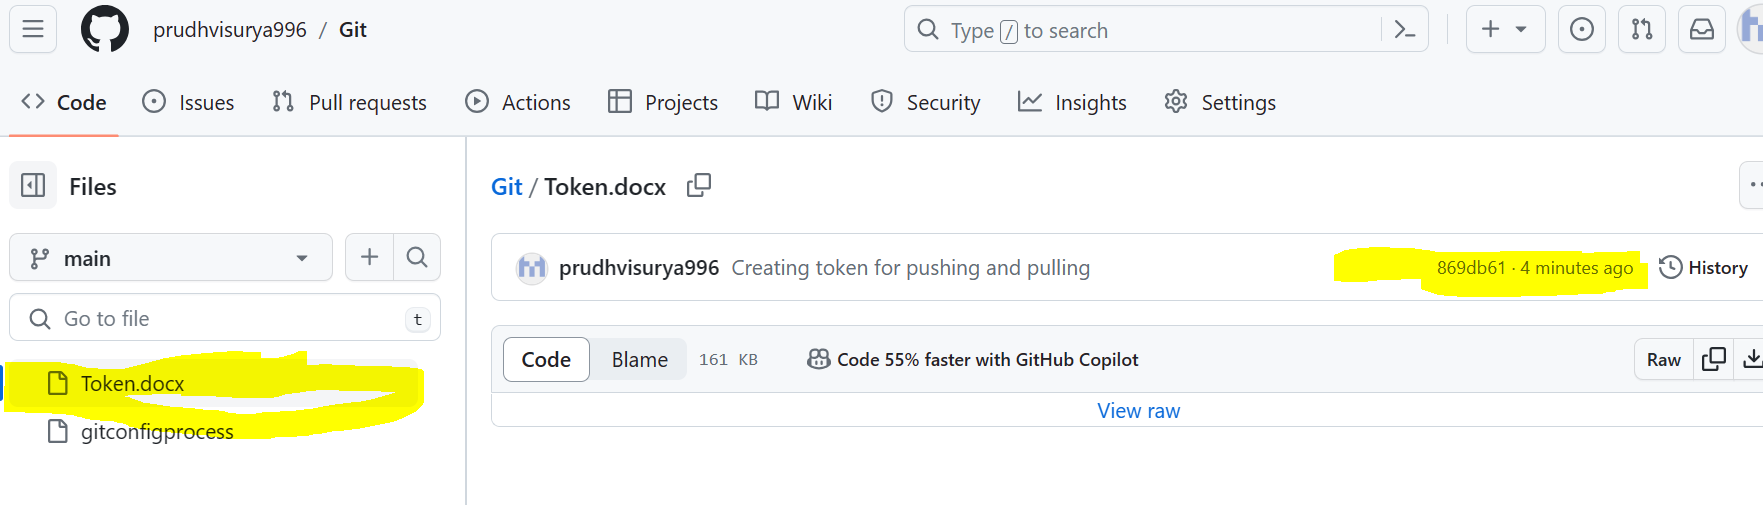 prudhvisurya996 / Git
Type / to search
Code Issues Pull requests Actions Projects Wiki Security Insights Settings
Files
main
Go to file t
Token.docx
gitconfigprocess
Git / Token.docx
prudhvisurya996 Creating token for pushing and pulling 869db61 · 4 minutes ago History
Code Blame 161 KB Code 55% faster with GitHub Copilot Raw
View raw